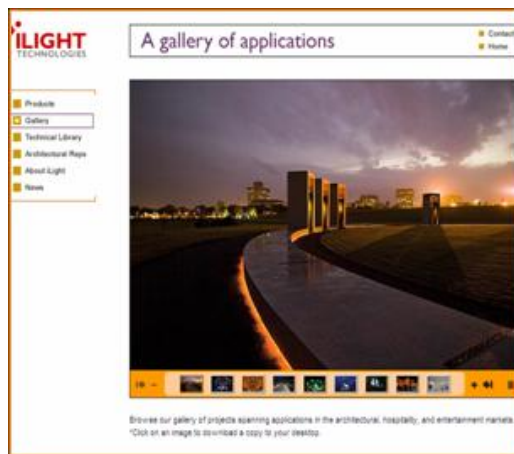 iLIGHT
TECHNOLOGIES
A gallery of applications
Contact
Home
Products
Gallery
Technical Library
Architectural Reps
About iLight
News
Browse our gallery of projects spanning applications in the architectural, hospitality, and entertainment markets.
*Click on an image to download a copy to your desktop.